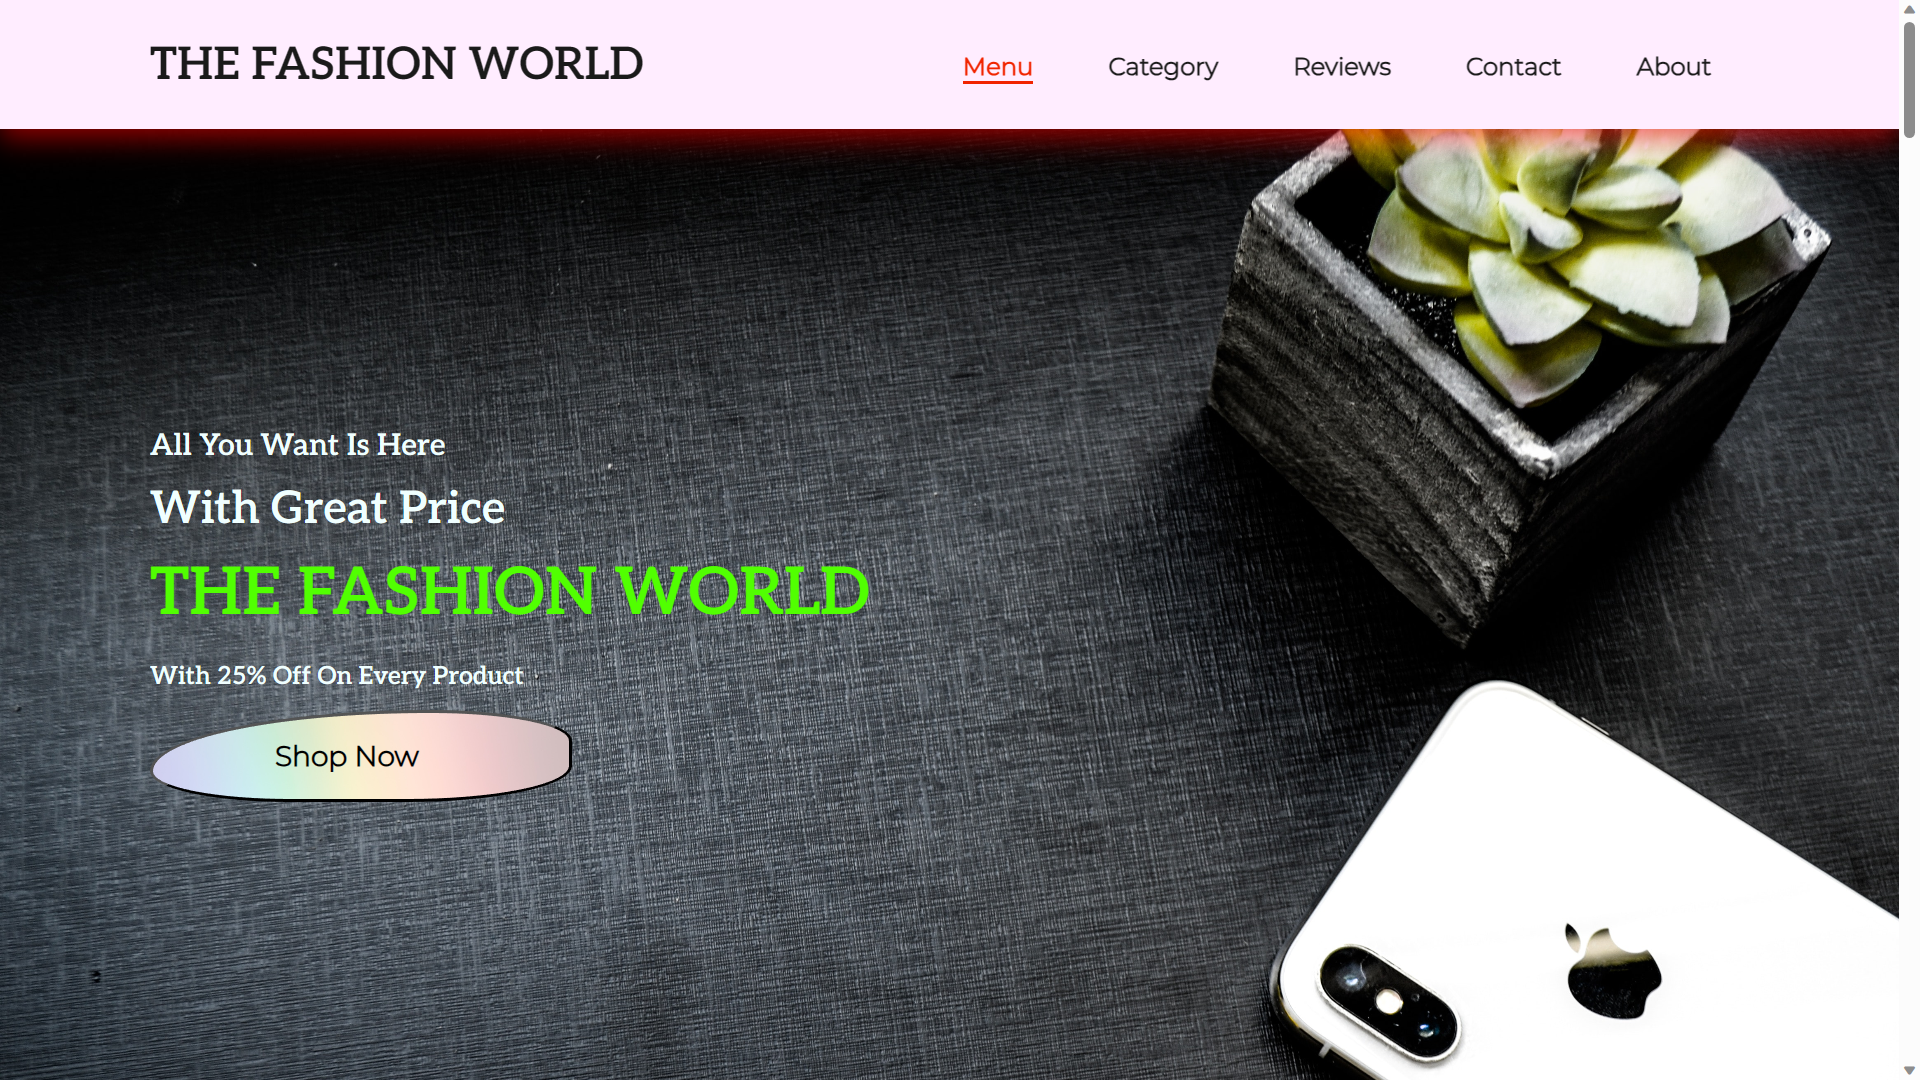 THE FASHION WORLD
Menu Category Reviews Contact About
All You Want Is Here
With Great Price
THE FASHION WORLD
With 25% Off On Every Product
Shop Now